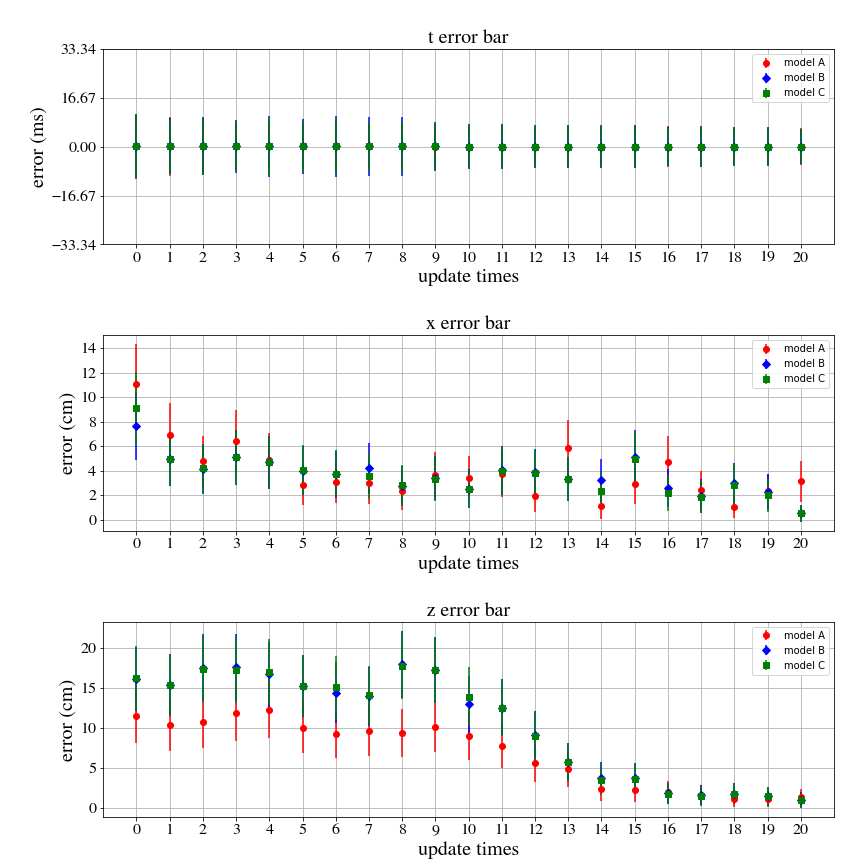 t error bar
33.34
16.67
0.00
−16.67
−33.34
error (ms)
model A
model B
model C
0 1 2 3 4 5 6 7 8 9 10 11 12 13 14 15 16 17 18 19 20
update times
x error bar
14
12
10
8
6
4
2
0
error (cm)
model A
model B
model C
0 1 2 3 4 5 6 7 8 9 10 11 12 13 14 15 16 17 18 19 20
update times
z error bar
20
15
10
5
0
error (cm)
model A
model B
model C
0 1 2 3 4 5 6 7 8 9 10 11 12 13 14 15 16 17 18 19 20
update times